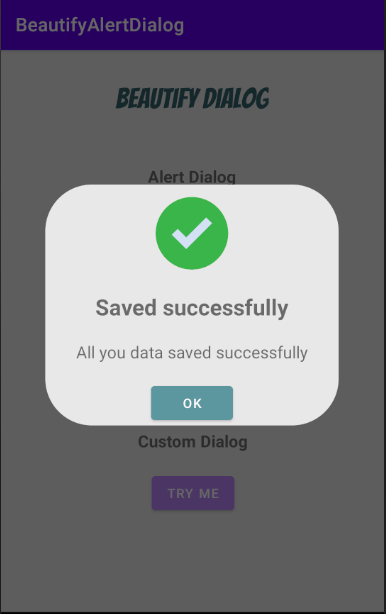 BeautifyAlertDialog
BEAUTIFY DIALOG
Alert Dialog
Saved successfully
All you data saved successfully
OK
Custom Dialog
TRY ME